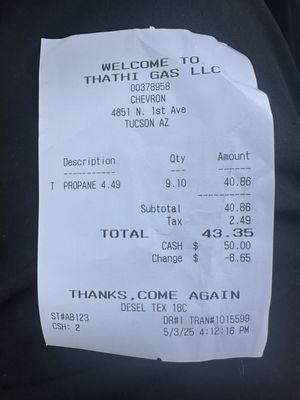 WELCOME TO
THATHI GAS LLC
00378958
CHEVRON
4851 N. 1st Ave
TUCSON AZ
Description Qty Amount
T PROPANE 4.49 9.10 40.86
Subtotal 40.86
Tax 2.49
TOTAL 43.35
CASH $ 50.00
Change $ -6.65
THANKS,COME AGAIN
DESEL TEX 18C
ST#AB123 DR#1 TRAN#1015599
CSH: 2 5/3/25 4:12:16 PM